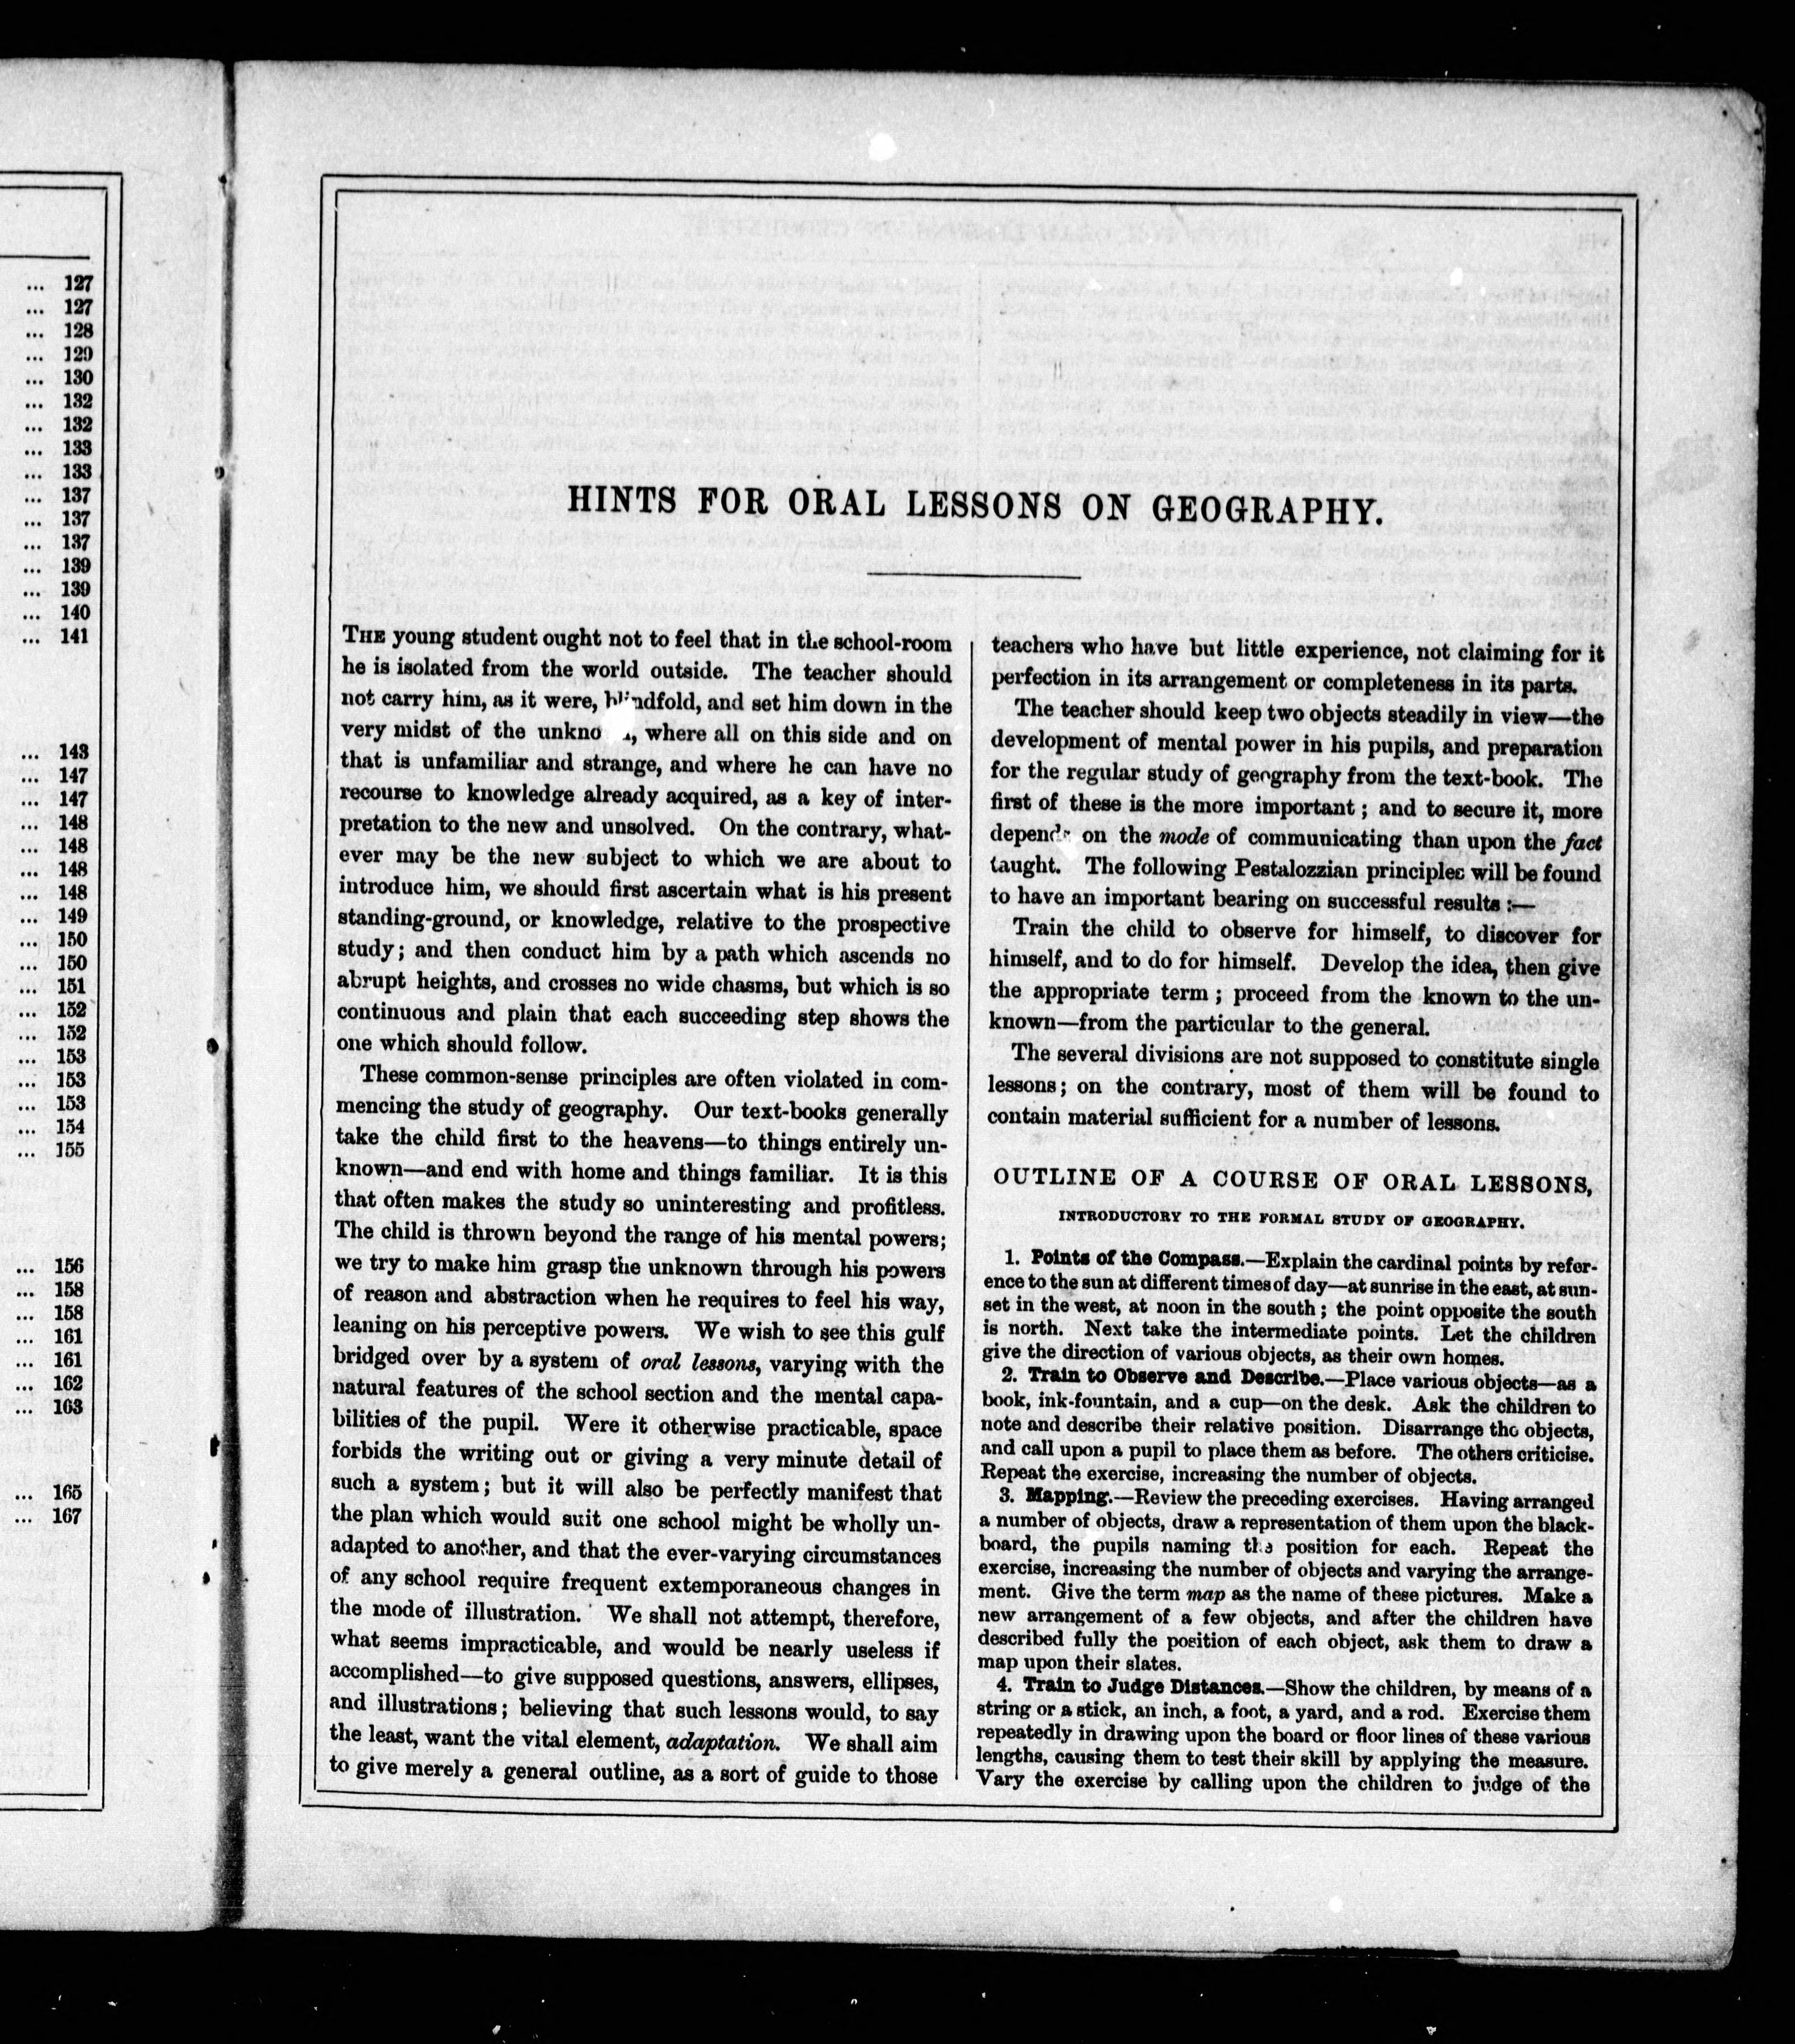 ... 127
... 127
... 128
... 129
... 130
... 132
... 132
... 133
... 133
... 137
... 137
... 137
... 139
... 139
... 140
... 141
... 143
... 147
... 147
... 148
... 148
... 148
... 148
... 149
... 150
... 150
... 151
... 152
... 152
... 153
... 153
... 153
... 154
... 155
... 156
... 158
... 158
... 161
... 161
... 162
... 163
... 165
... 167
HINTS FOR ORAL LESSONS ON GEOGRAPHY.
THE young student ought not to feel that in the school-room
he is isolated from the world outside. The teacher should
not carry him, as it were, blindfold, and set him down in the
very midst of the unkno , where all on this side and on
that is unfamiliar and strange, and where he can have no
recourse to knowledge already acquired, as a key of inter-
pretation to the new and unsolved. On the contrary, what-
ever may be the new subject to which we are about to
introduce him, we should first ascertain what is his present
standing-ground, or knowledge, relative to the prospective
study; and then conduct him by a path which ascends no
abrupt heights, and crosses no wide chasms, but which is so
continuous and plain that each succeeding step shows the
one which should follow.
These common-sense principles are often violated in com-
mencing the study of geography. Our text-books generally
take the child first to the heavens—to things entirely un-
known—and end with home and things familiar. It is this
that often makes the study so uninteresting and profitless.
The child is thrown beyond the range of his mental powers;
we try to make him grasp the unknown through his powers
of reason and abstraction when he requires to feel his way,
leaning on his perceptive powers. We wish to see this gulf
bridged over by a system of oral lessons, varying with the
natural features of the school section and the mental capa-
bilities of the pupil. Were it otherwise practicable, space
forbids the writing out or giving a very minute detail of
such a system; but it will also be perfectly manifest that
the plan which would suit one school might be wholly un-
adapted to another, and that the ever-varying circumstances
of any school require frequent extemporaneous changes in
the mode of illustration. We shall not attempt, therefore,
what seems impracticable, and would be nearly useless if
accomplished—to give supposed questions, answers, ellipses,
and illustrations; believing that such lessons would, to say
the least, want the vital element, adaptation. We shall aim
to give merely a general outline, as a sort of guide to those
teachers who have but little experience, not claiming for it
perfection in its arrangement or completeness in its parts.
The teacher should keep two objects steadily in view—the
development of mental power in his pupils, and preparation
for the regular study of geography from the text-book. The
first of these is the more important; and to secure it, more
depends on the mode of communicating than upon the fact
taught. The following Pestalozzian principles will be found
to have an important bearing on successful results:—
Train the child to observe for himself, to discover for
himself, and to do for himself. Develop the idea, then give
the appropriate term; proceed from the known to the un-
known—from the particular to the general.
The several divisions are not supposed to constitute single
lessons; on the contrary, most of them will be found to
contain material sufficient for a number of lessons.
OUTLINE OF A COURSE OF ORAL LESSONS,
INTRODUCTORY TO THE FORMAL STUDY OF GEOGRAPHY.
1. Points of the Compass.—Explain the cardinal points by refer-
ence to the sun at different times of day—at sunrise in the east, at sun-
set in the west, at noon in the south; the point opposite the south
is north. Next take the intermediate points. Let the children
give the direction of various objects, as their own homes.
2. Train to Observe and Describe.—Place various objects—as a
book, ink-fountain, and a cup—on the desk. Ask the children to
note and describe their relative position. Disarrange the objects,
and call upon a pupil to place them as before. The others criticise.
Repeat the exercise, increasing the number of objects.
3. Mapping.—Review the preceding exercises. Having arranged
a number of objects, draw a representation of them upon the black-
board, the pupils naming the position for each. Repeat the
exercise, increasing the number of objects and varying the arrange-
ment. Give the term map as the name of these pictures. Make a
new arrangement of a few objects, and after the children have
described fully the position of each object, ask them to draw a
map upon their slates.
4. Train to Judge Distances.—Show the children, by means of a
string or a stick, an inch, a foot, a yard, and a rod. Exercise them
repeatedly in drawing upon the board or floor lines of these various
lengths, causing them to test their skill by applying the measure.
Vary the exercise by calling upon the children to judge of the